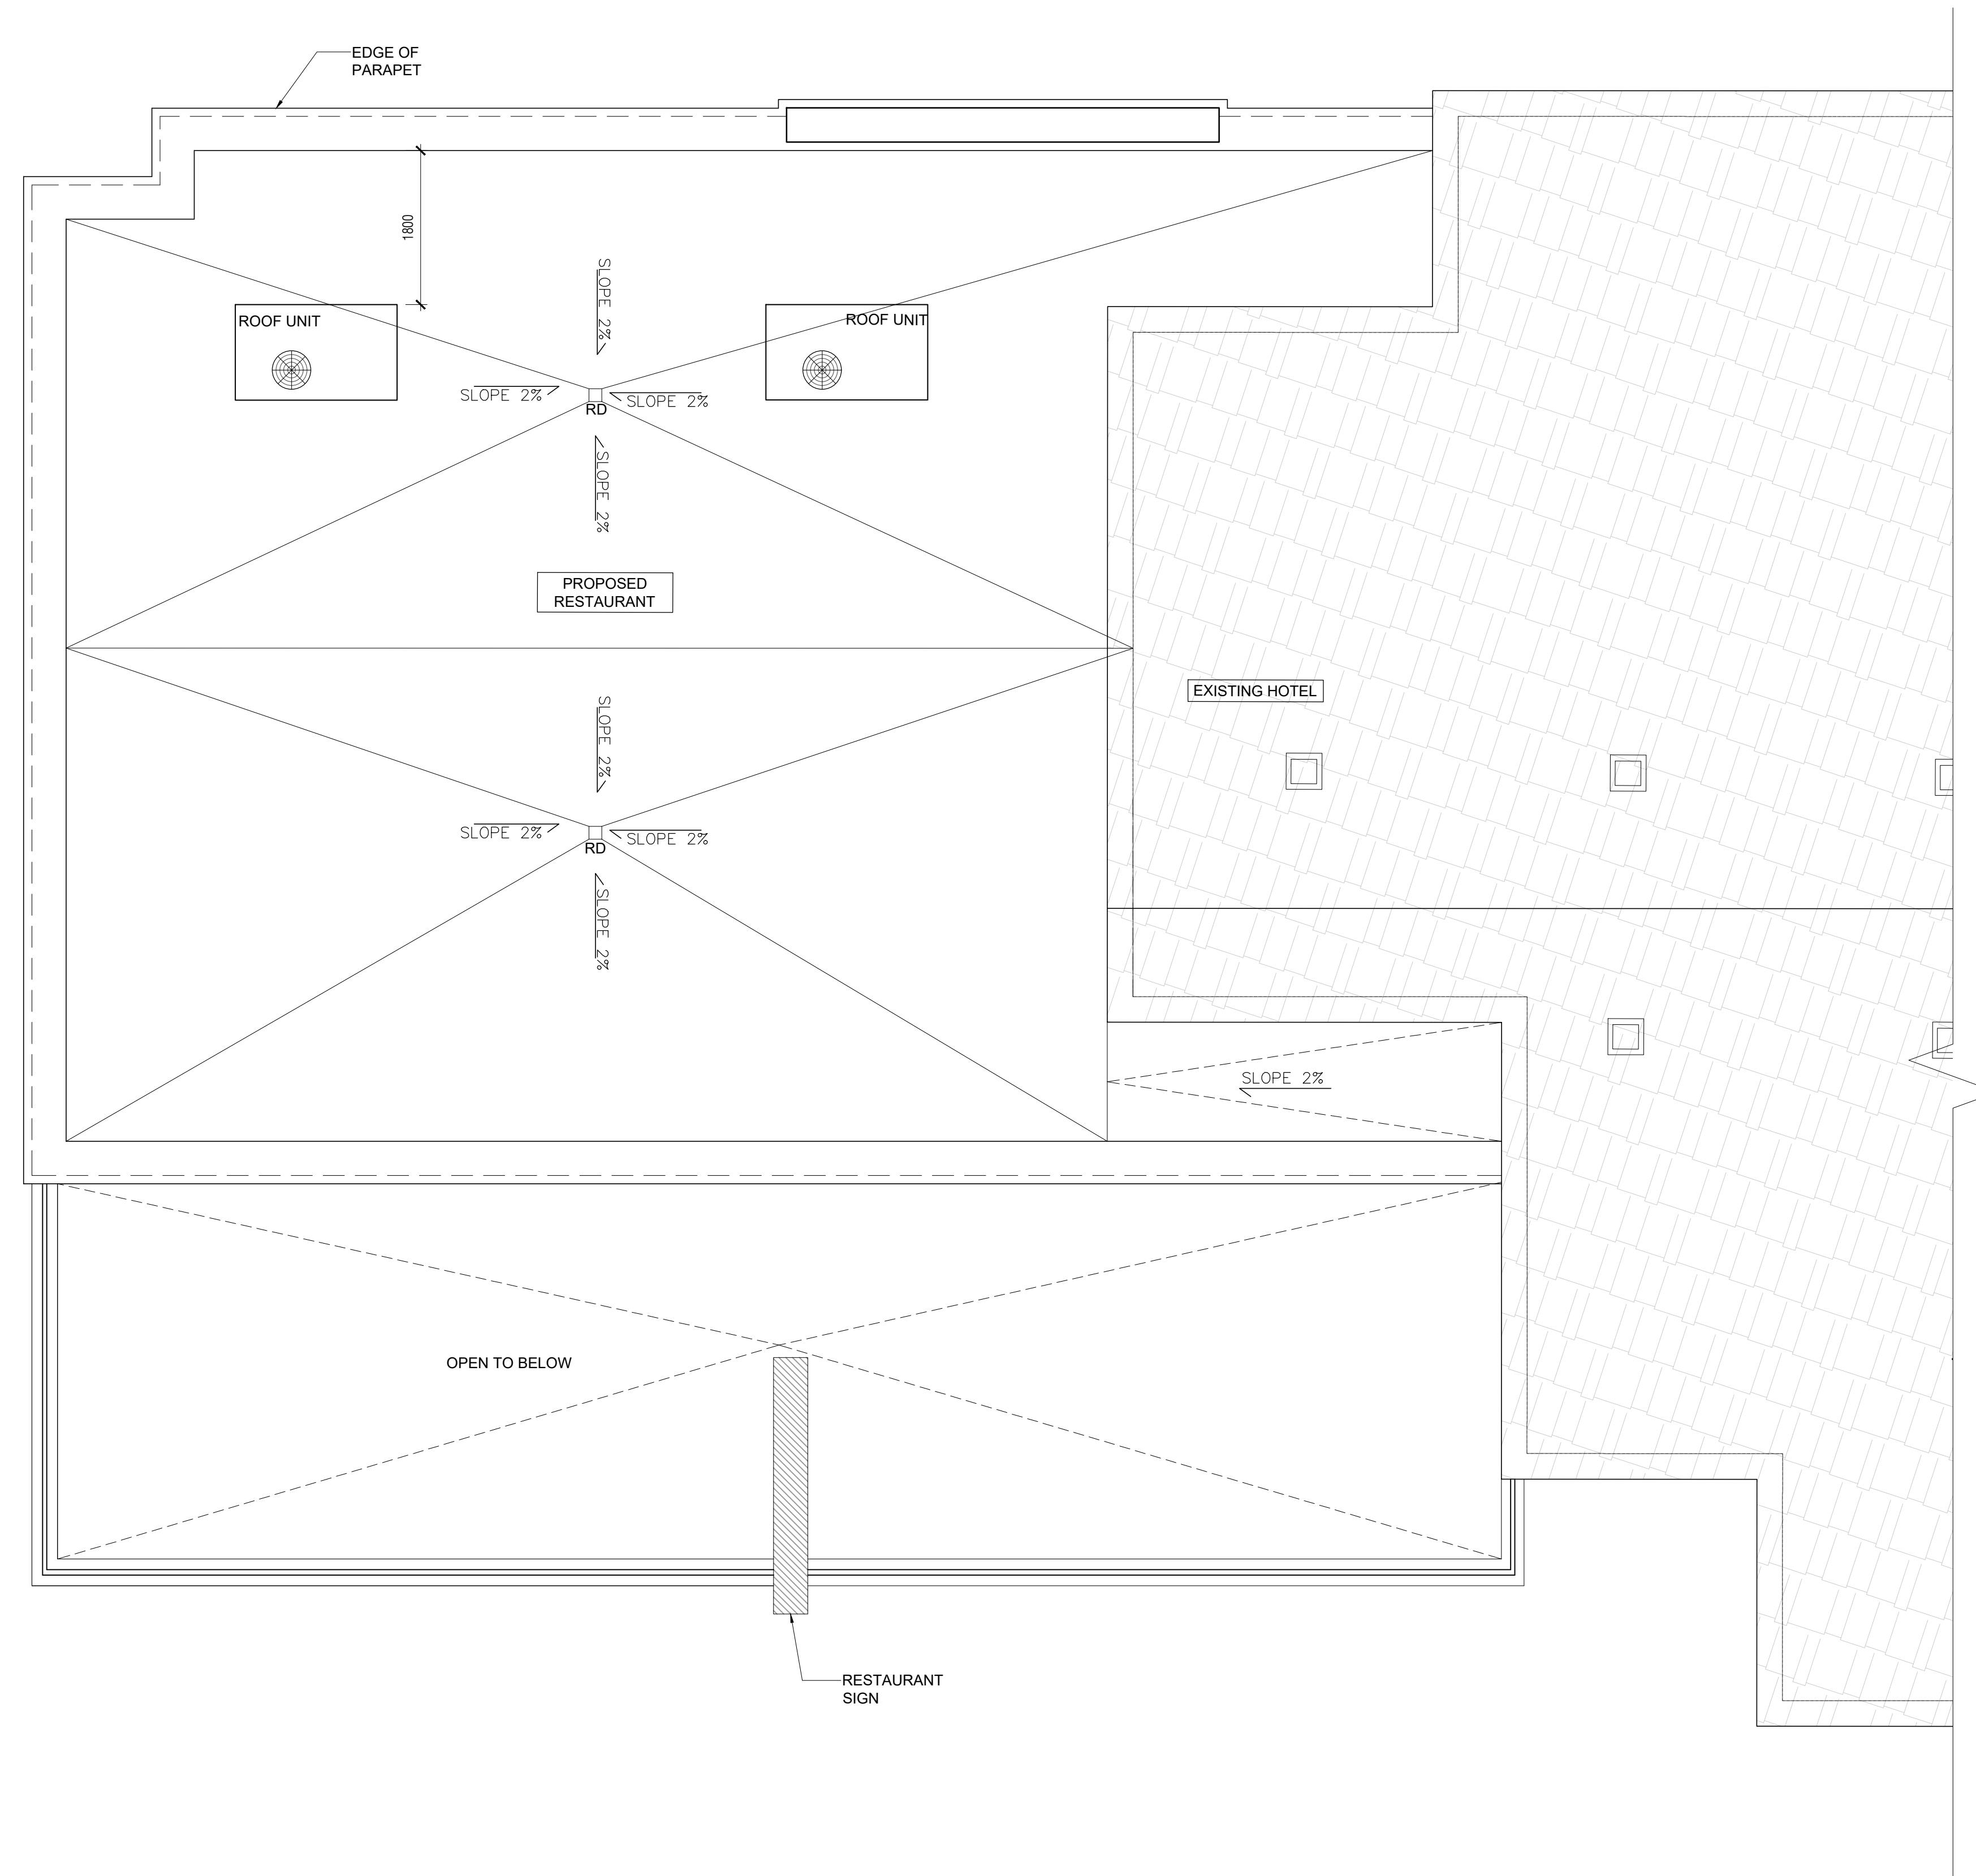 EDGE OF
PARAPET
1800
SLOPE 2%
ROOF UNIT
ROOF UNIT
SLOPE 2%
SLOPE 2%
RD
SLOPE 2%
PROPOSED
RESTAURANT
EXISTING HOTEL
SLOPE 2%
SLOPE 2%
SLOPE 2%
RD
SLOPE 2%
SLOPE 2%
OPEN TO BELOW
RESTAURANT
SIGN